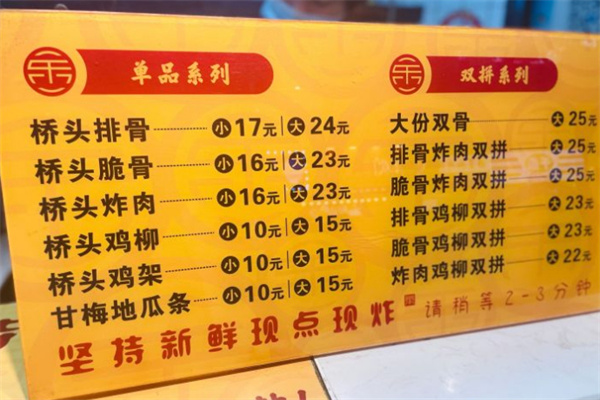 单品系列
桥头排骨 小17元 大24元
桥头脆骨 小16元 大23元
桥头炸肉 小16元 大23元
桥头鸡柳 小10元 大15元
桥头鸡架 小10元 大15元
甘梅地瓜条 小10元 大15元
双拼系列
大份双骨 大25元
排骨炸肉双拼 大25元
脆骨炸肉双拼 大25元
排骨鸡柳双拼 大23元
脆骨鸡柳双拼 大23元
炸肉鸡柳双拼 大22元
坚持新鲜现点现炸 请稍等2-3分钟